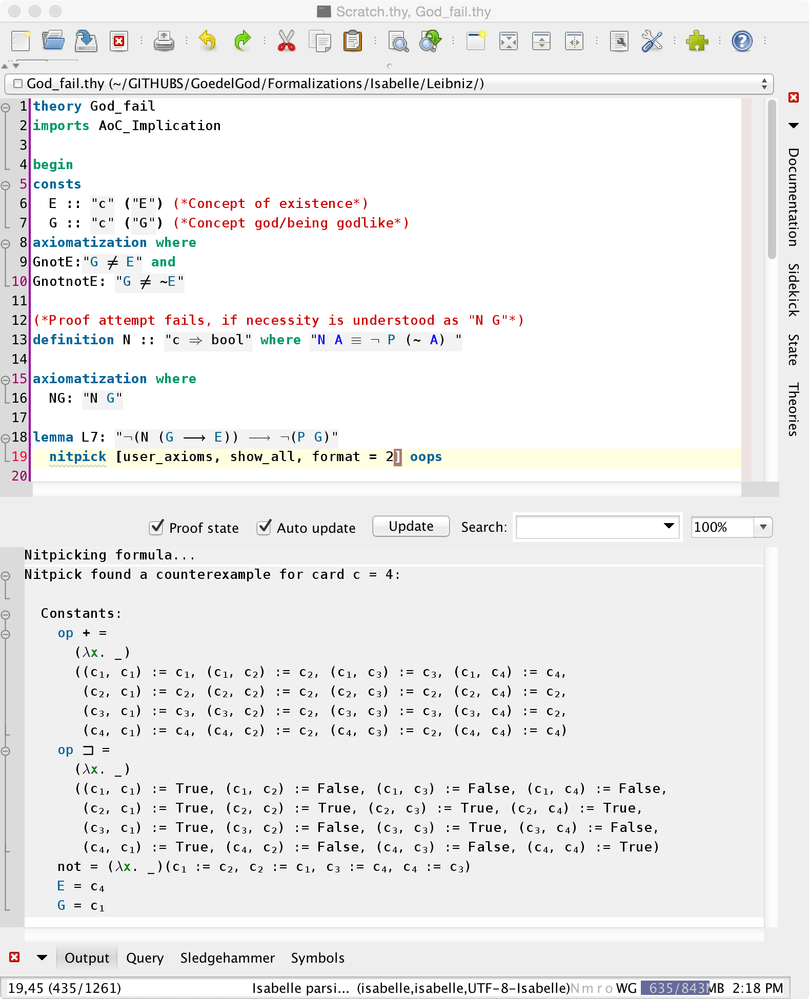 Scratch.thy, God_fail.thy
God_fail.thy (~/GITHUBS/GoedelGod/Formalizations/Isabelle/Leibniz/)
1 theory God_fail
2 imports AoC_Implication
3
4 begin
5 consts
6 E :: "c" ("E") (*Concept of existence*)
7 G :: "c" ("G") (*Concept god/being godlike*)
8 axiomatization where
9 GnotE:"G ≠ E" and
10 GnotnotE: "G ≠ ~E"
11
12 (*Proof attempt fails, if necessity is understood as "N G"*)
13 definition N :: "c ⇒ bool" where "N A ≡ ¬ P (~ A) "
14
15 axiomatization where
16 NG: "N G"
17
18 lemma L7: "¬(N (G ⟶ E)) ⟶ ¬(P G)"
19 nitpick [user_axioms, show_all, format = 2] oops
20
Documentation
Sidekick
State
Theories
Proof state Auto update Update Search: 100%
Nitpicking formula...
Nitpick found a counterexample for card c = 4:
Constants:
op + =
(λx. _)
((c₁, c₁) := c₁, (c₁, c₂) := c₂, (c₁, c₃) := c₃, (c₁, c₄) := c₄,
(c₂, c₁) := c₂, (c₂, c₂) := c₂, (c₂, c₃) := c₂, (c₂, c₄) := c₂,
(c₃, c₁) := c₃, (c₃, c₂) := c₂, (c₃, c₃) := c₃, (c₃, c₄) := c₂,
(c₄, c₁) := c₄, (c₄, c₂) := c₂, (c₄, c₃) := c₂, (c₄, c₄) := c₄)
op ⊐ =
(λx. _)
((c₁, c₁) := True, (c₁, c₂) := False, (c₁, c₃) := False, (c₁, c₄) := False,
(c₂, c₁) := True, (c₂, c₂) := True, (c₂, c₃) := True, (c₂, c₄) := True,
(c₃, c₁) := True, (c₃, c₂) := False, (c₃, c₃) := True, (c₃, c₄) := False,
(c₄, c₁) := True, (c₄, c₂) := False, (c₄, c₃) := False, (c₄, c₄) := True)
not = (λx. _)(c₁ := c₂, c₂ := c₁, c₃ := c₄, c₄ := c₃)
E = c₄
G = c₁
Output Query Sledgehammer Symbols
19,45 (435/1261) Isabelle parsi... (isabelle,isabelle,UTF-8-Isabelle)N m r o WG 635/843MB 2:18 PM